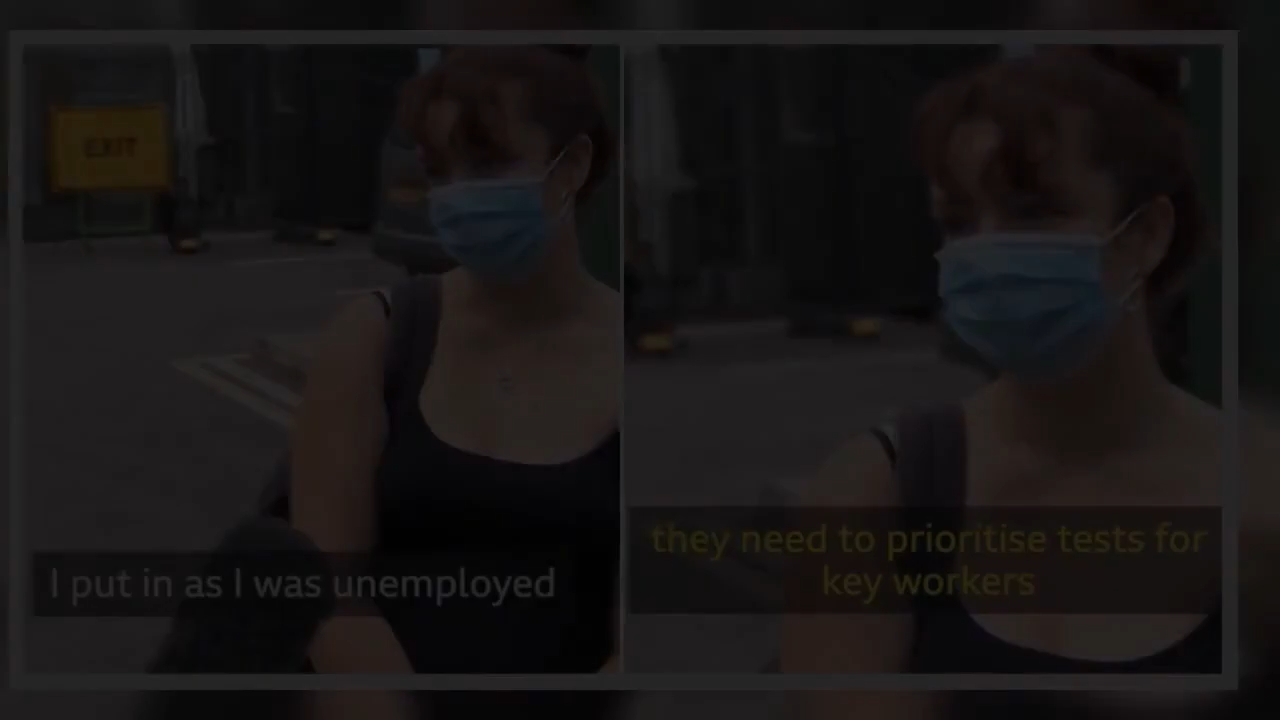 EXIT
I put in as I was unemployed
they need to prioritise tests for
key workers